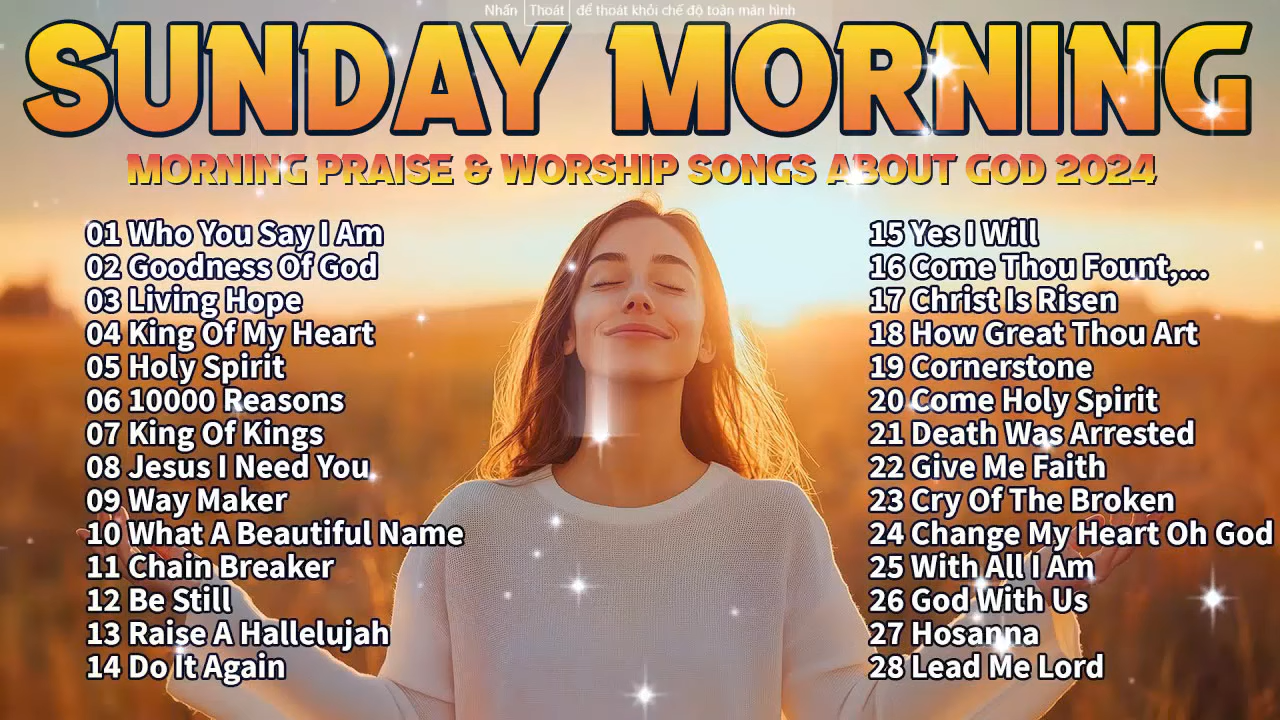 Nhấn Thoát để thoát khỏi chế độ toàn màn hình
SUNDAY MORNING
MORNING PRAISE & WORSHIP SONGS ABOUT GOD 2024
01 Who You Say I Am
02 Goodness Of God
03 Living Hope
04 King Of My Heart
05 Holy Spirit
06 10000 Reasons
07 King Of Kings
08 Jesus I Need You
09 Way Maker
10 What A Beautiful Name
11 Chain Breaker
12 Be Still
13 Raise A Hallelujah
14 Do It Again
15 Yes I Will
16 Come Thou Fount,...
17 Christ Is Risen
18 How Great Thou Art
19 Cornerstone
20 Come Holy Spirit
21 Death Was Arrested
22 Give Me Faith
23 Cry Of The Broken
24 Change My Heart Oh God
25 With All I Am
26 God With Us
27 Hosanna
28 Lead Me Lord